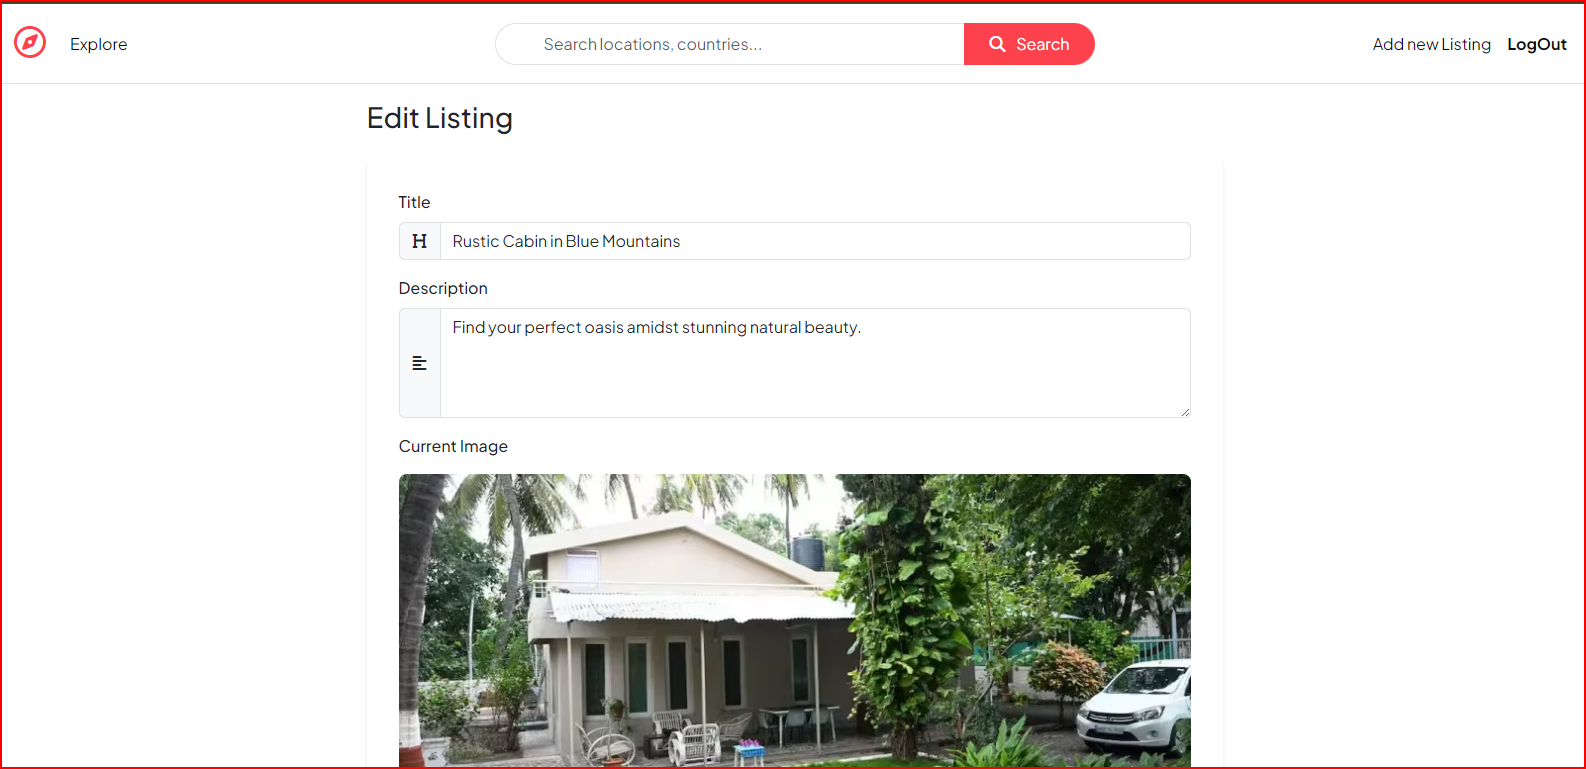 Explore
Search locations, countries...
Search
Add new Listing
LogOut
Edit Listing
Title
H
Rustic Cabin in Blue Mountains
Description
Find your perfect oasis amidst stunning natural beauty.
Current Image